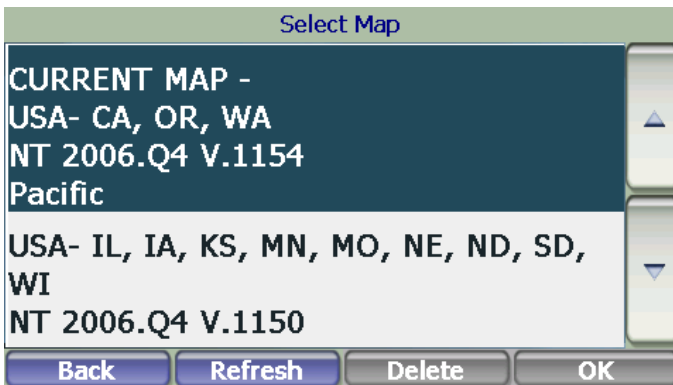 Select Map
CURRENT MAP -
USA- CA, OR, WA
NT 2006.Q4 V.1154
Pacific
USA- IL, IA, KS, MN, MO, NE, ND, SD,
WI
NT 2006.Q4 V.1150
Back Refresh Delete OK